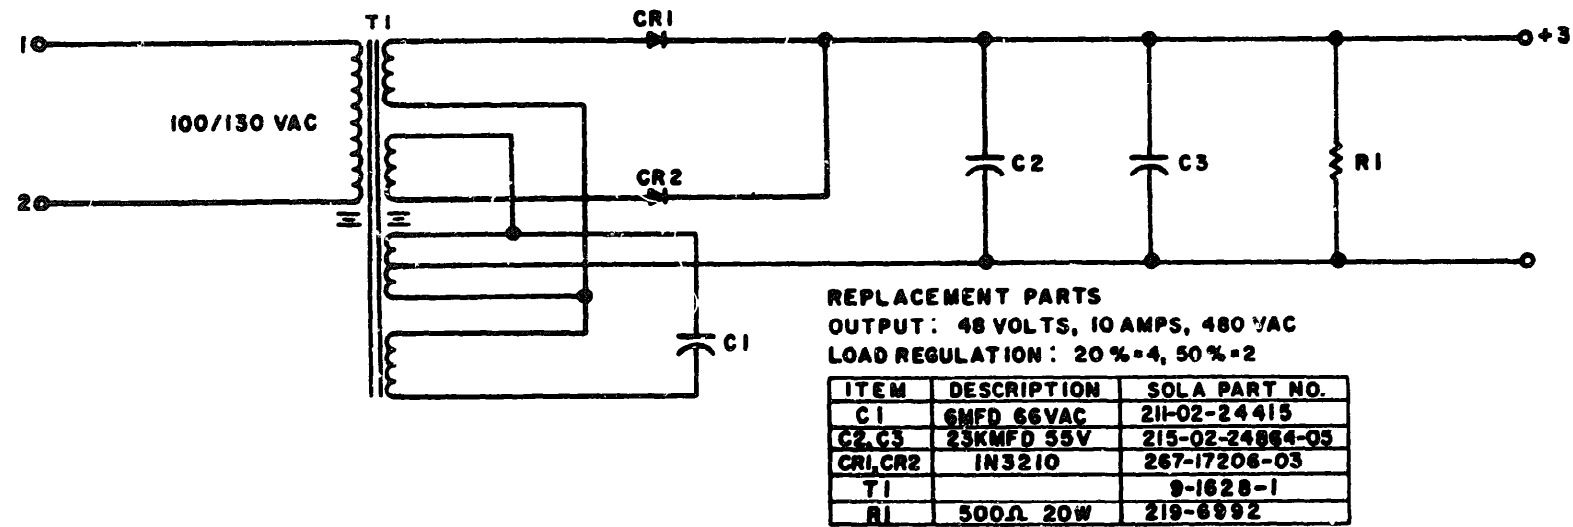 T1
CR1
1
+3
100/130 VAC
C2
C3
R1
CR2
2
C1
REPLACEMENT PARTS
OUTPUT: 48 VOLTS, 10 AMPS, 480 VAC
LOAD REGULATION: 20%=4, 50%=2
ITEM DESCRIPTION SOLA PART NO.
C1 6MFD 66VAC 211-02-24415
C2,C3 23KMFD 55V 215-02-24864-05
CR1,CR2 1N3210 267-17206-03
T1 9-1628-1
R1 500Ω 20W 219-6992